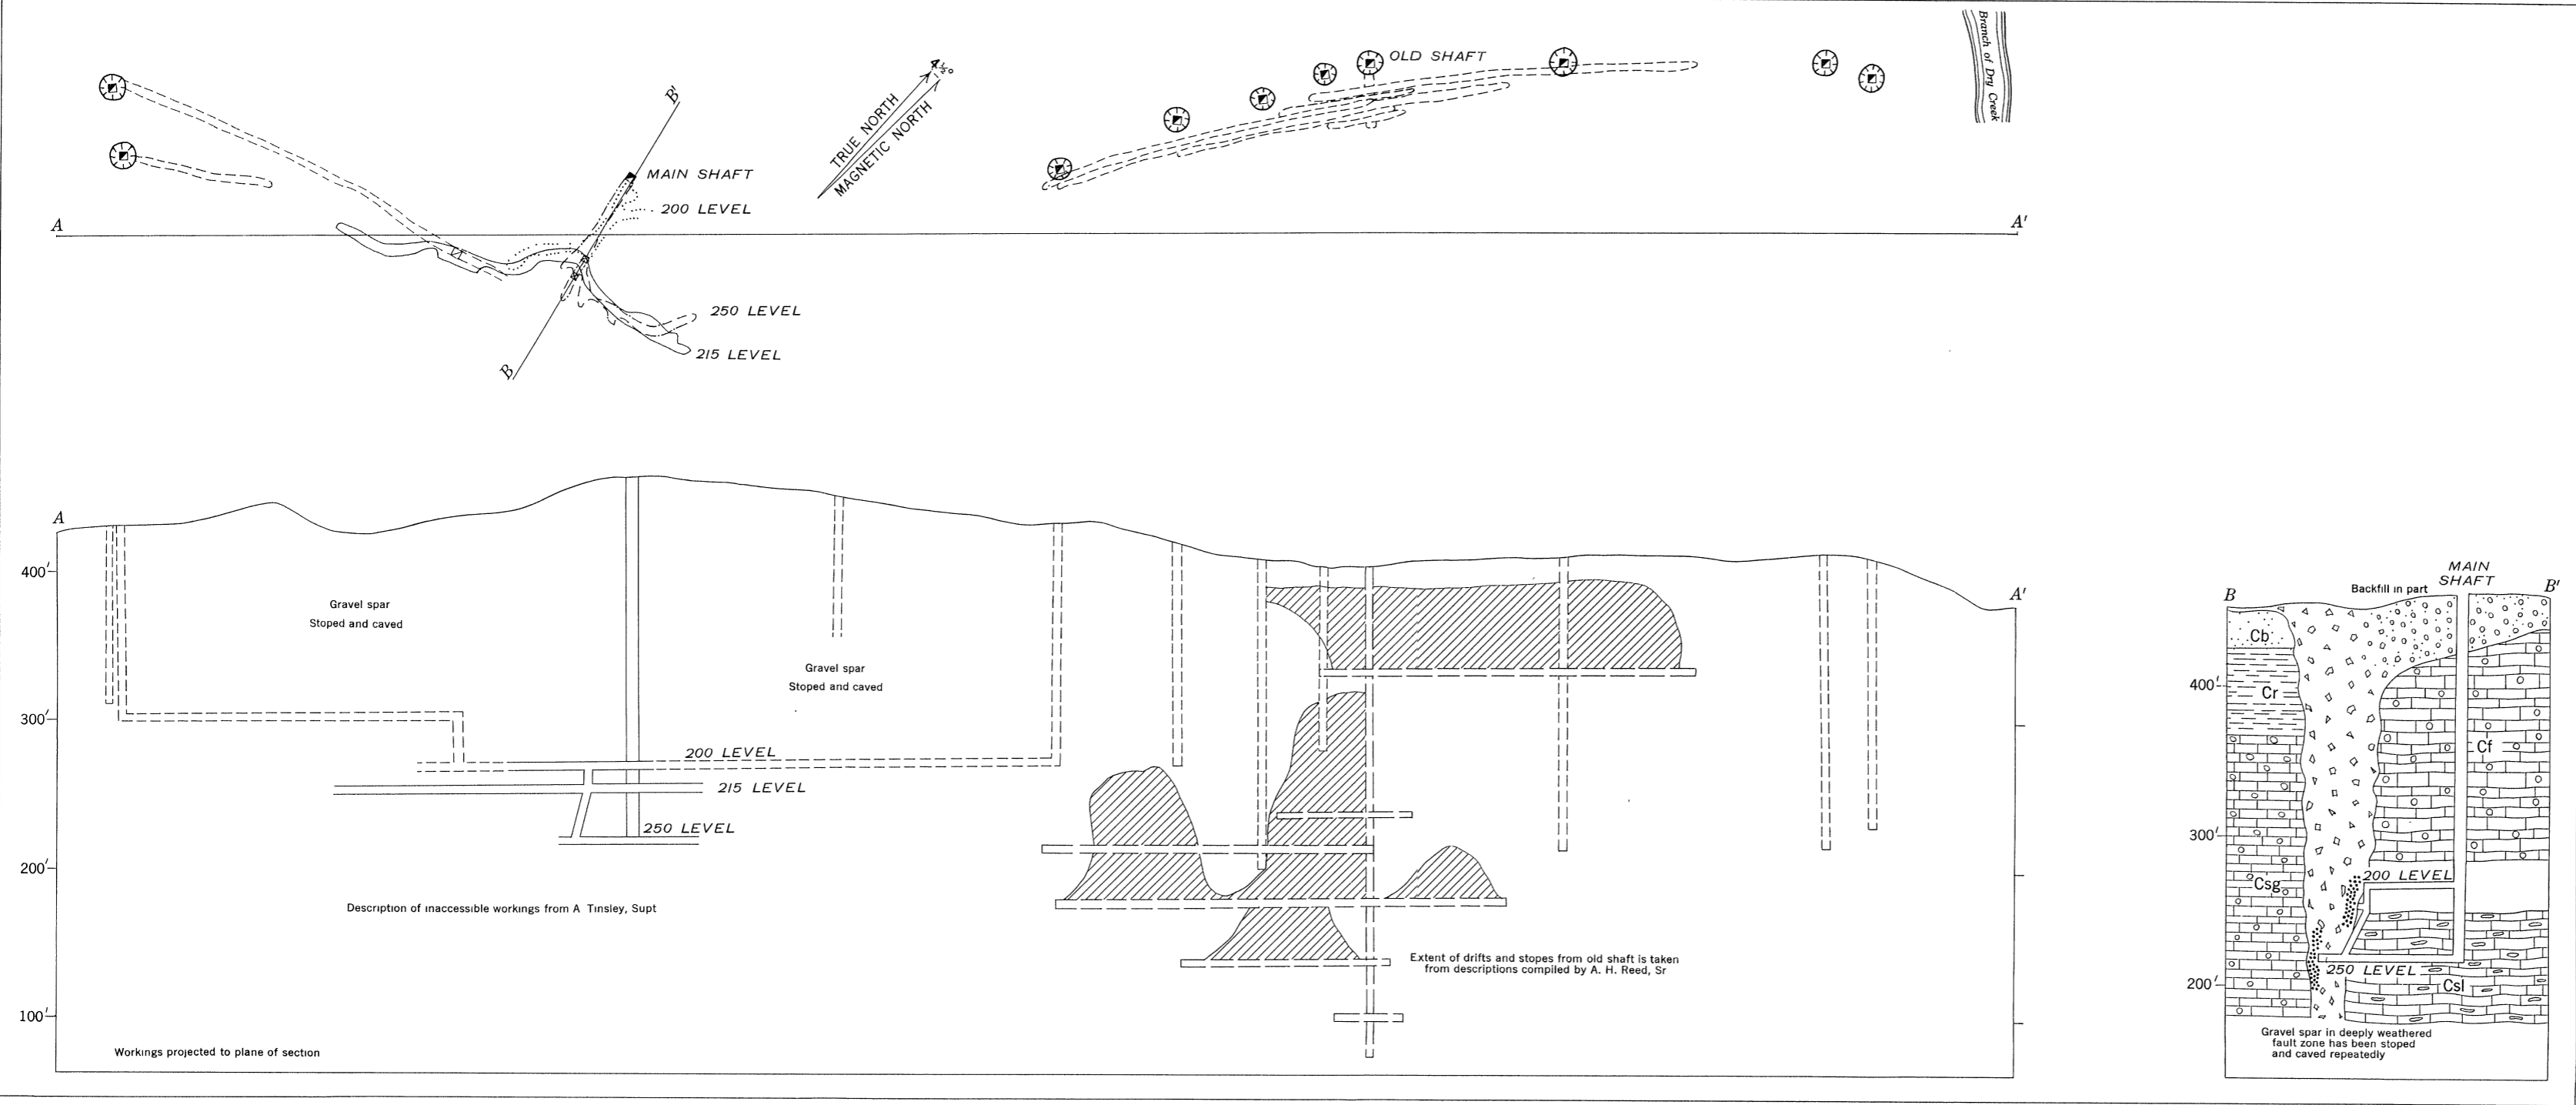 Branch of Dry Creek
OLD SHAFT
4½°
TRUE NORTH
MAGNETIC NORTH
B'
MAIN SHAFT
200 LEVEL
A
A'
250 LEVEL
215 LEVEL
B
A
400'
300'
200'
100'
Gravel spar
Stoped and caved
Gravel spar
Stoped and caved
200 LEVEL
215 LEVEL
250 LEVEL
Description of inaccessible workings from A Tinsley, Supt
Extent of drifts and stopes from old shaft is taken
from descriptions compiled by A. H. Reed, Sr
Workings projected to plane of section
A'
MAIN
SHAFT
Backfill in part
B
B'
Cb
Cr
Cf
Csg
Csl
400'
300'
200'
200 LEVEL
250 LEVEL
Gravel spar in deeply weathered
fault zone has been stoped
and caved repeatedly